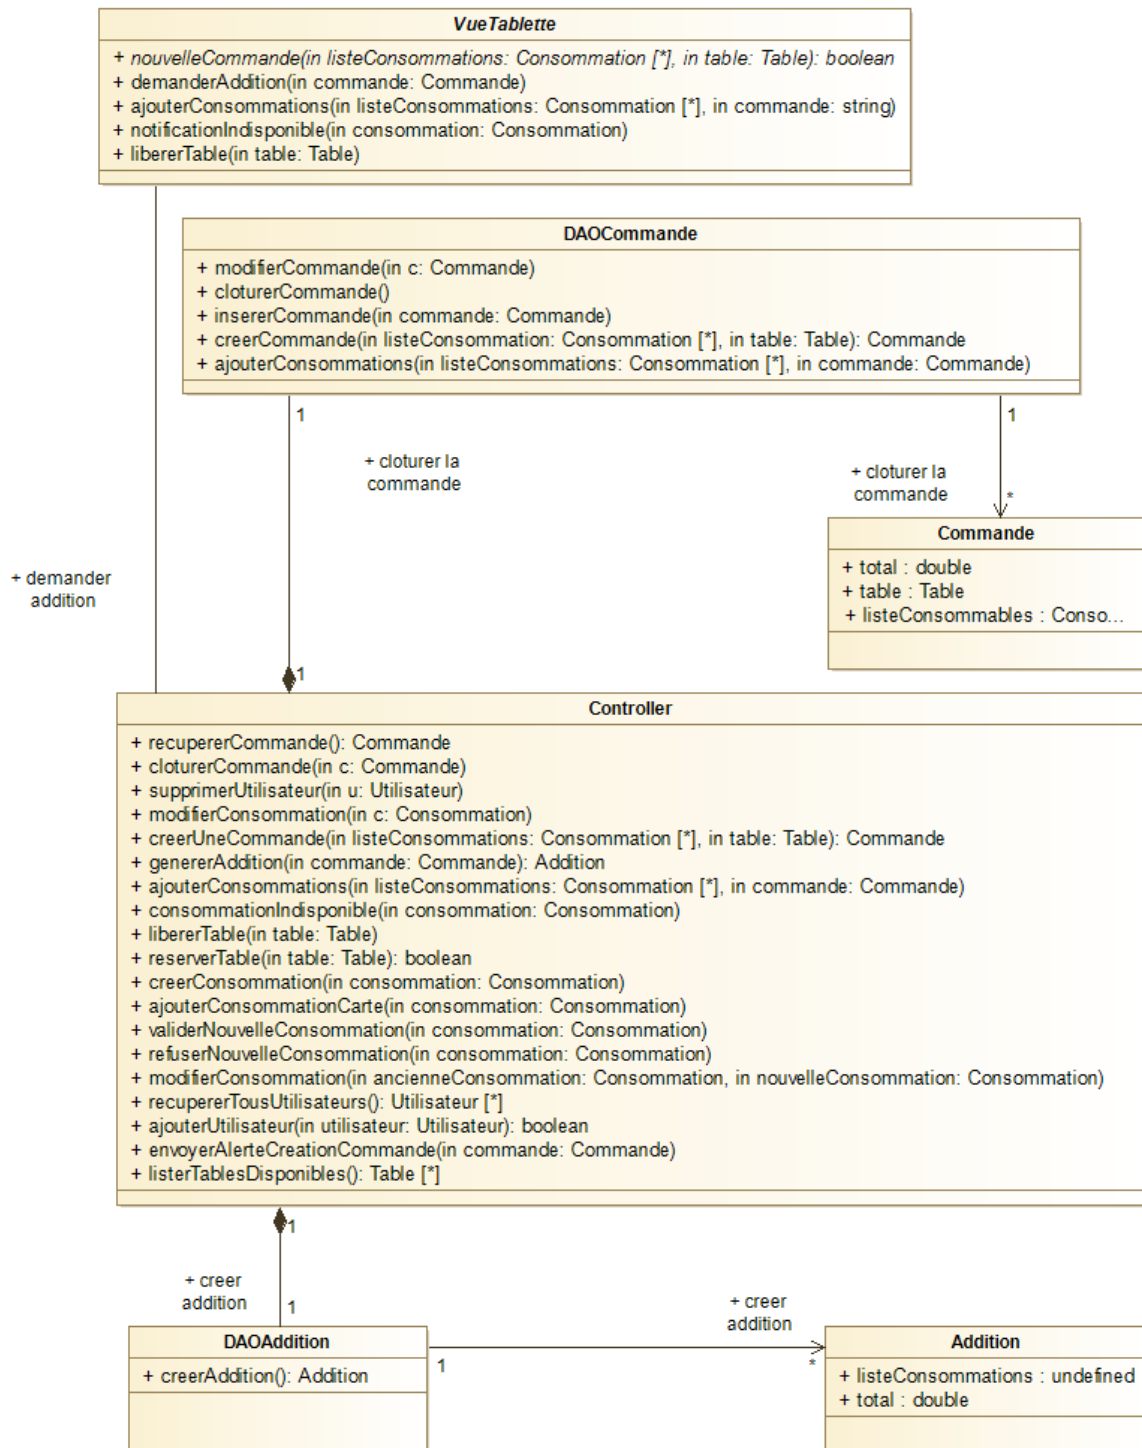 VueTablette
+ nouvelleCommande(in listeConsommations: Consommation [*], in table: Table): boolean
+ demanderAddition(in commande: Commande)
+ ajouterConsommations(in listeConsommations: Consommation [*], in commande: string)
+ notificationIndisponible(in consommation: Consommation)
+ libererTable(in table: Table)
DAOCommande
+ modifierCommande(in c: Commande)
+ cloturerCommande()
+ insererCommande(in commande: Commande)
+ creerCommande(in listeConsommation: Consommation [*], in table: Table): Commande
+ ajouterConsommations(in listeConsommations: Consommation [*], in commande: Commande)
1
1
+ cloturer la
commande
+ cloturer la
commande
*
Commande
+ total : double
+ table : Table
+ listeConsommables : Conso...
+ demander
addition
1
Controller
+ recupererCommande(): Commande
+ cloturerCommande(in c: Commande)
+ supprimerUtilisateur(in u: Utilisateur)
+ modifierConsommation(in c: Consommation)
+ creerUneCommande(in listeConsommations: Consommation [*], in table: Table): Commande
+ genererAddition(in commande: Commande): Addition
+ ajouterConsommations(in listeConsommations: Consommation [*], in commande: Commande)
+ consommationIndisponible(in consommation: Consommation)
+ libererTable(in table: Table)
+ reserverTable(in table: Table): boolean
+ creerConsommation(in consommation: Consommation)
+ ajouterConsommationCarte(in consommation: Consommation)
+ validerNouvelleConsommation(in consommation: Consommation)
+ refuserNouvelleConsommation(in consommation: Consommation)
+ modifierConsommation(in ancienneConsommation: Consommation, in nouvelleConsommation: Consommation)
+ recupererTousUtilisateurs(): Utilisateur [*]
+ ajouterUtilisateur(in utilisateur: Utilisateur): boolean
+ envoyerAlerteCreationCommande(in commande: Commande)
+ listerTablesDisponibles(): Table [*]
1
+ creer
addition
1
+ creer
addition
DAOAddition
+ creerAddition(): Addition
1
*
Addition
+ listeConsommations : undefined
+ total : double